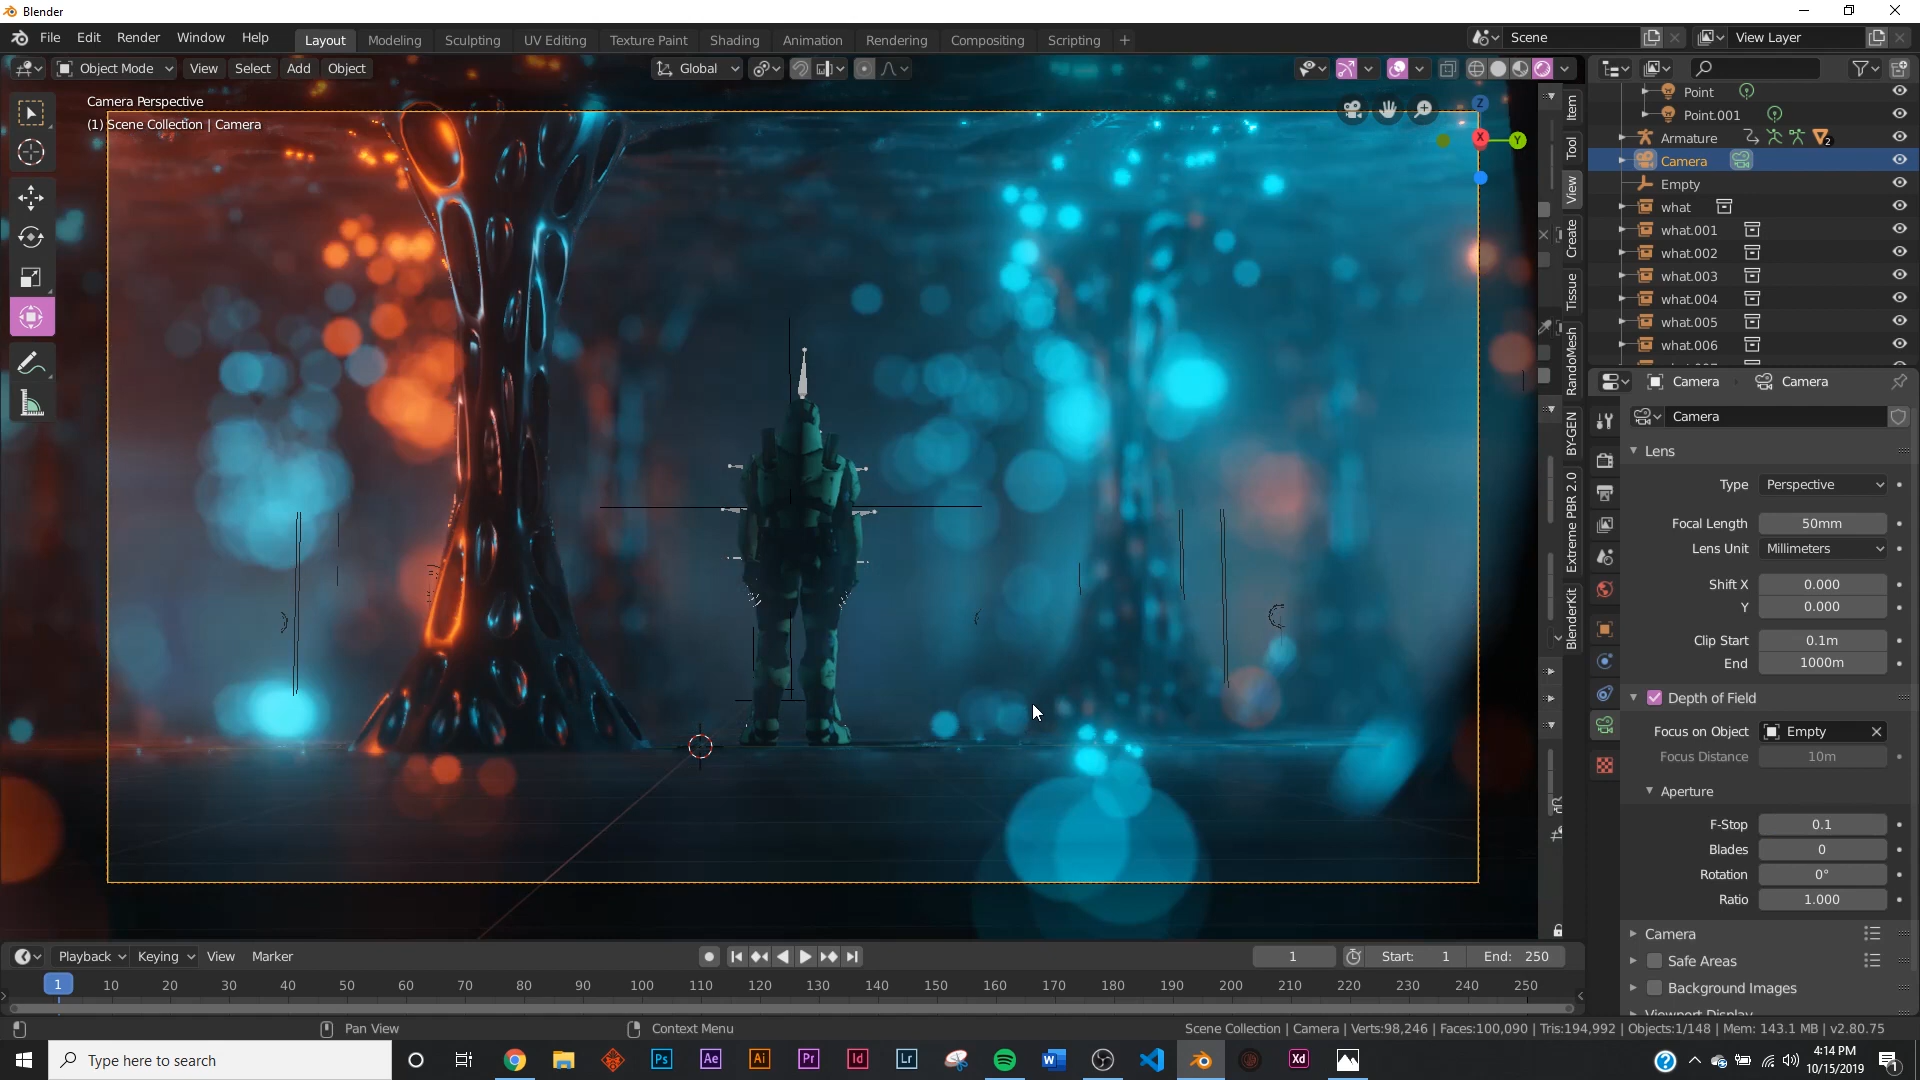 Blender
File Edit Render Window Help Layout Modeling Sculpting UV Editing Texture Paint Shading Animation Rendering Compositing Scripting + Scene View Layer
Object Mode View Select Add Object Global
Camera Perspective
(1) Scene Collection | Camera
Z
X
Y
Item
Tool
View
Create
Tissue
RandoMesh
BY-GEN
Extreme PBR 2.0
BlenderKit
Point
Point.001
Armature 2
Camera
Empty
what
what.001
what.002
what.003
what.004
what.005
what.006
Camera Camera
Camera
Lens
Type Perspective
Focal Length 50mm
Lens Unit Millimeters
Shift X 0.000
Y 0.000
Clip Start 0.1m
End 1000m
Depth of Field
Focus on Object Empty
Focus Distance 10m
Aperture
F-Stop 0.1
Blades 0
Rotation 0°
Ratio 1.000
Camera
Safe Areas
Background Images
Viewport Display
Playback Keying View Marker 1 Start: 1 End: 250
1 10 20 30 40 50 60 70 80 90 100 110 120 130 140 150 160 170 180 190 200 210 220 230 240 250
Pan View Context Menu Scene Collection | Camera | Verts:98,246 | Faces:100,090 | Tris:194,992 | Objects:1/148 | Mem: 143.1 MB | v2.80.75
Type here to search Ps Ae Ai Pr Id Lr W Xd
4:14 PM
10/15/2019
1